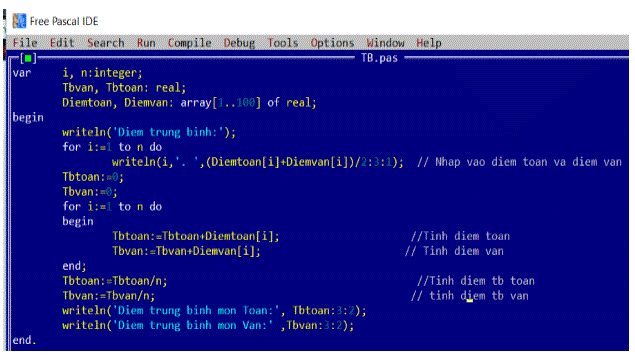 Free Pascal IDE
File Edit Search Run Compile Debug Tools Options Window Help
TB.pas
var i, n:integer;
Tbvan, Tbtoan: real;
Diemtoan, Diemvan: array[1..100] of real;
begin
writeln('Diem trung binh:');
for i:=1 to n do
writeln(i,'. ',(Diemtoan[i]+Diemvan[i])/2:3:1); // Nhap vao diem toan va diem van
Tbtoan:=0;
Tbvan:=0;
for i:=1 to n do
begin
Tbtoan:=Tbtoan+Diemtoan[i]; //Tinh diem toan
Tbvan:=Tbvan+Diemvan[i]; // Tinh diem van
end;
Tbtoan:=Tbtoan/n; //Tinh diem tb toan
Tbvan:=Tbvan/n; // tinh diem tb van
writeln('Diem trung binh mon Toan:', Tbtoan:3:2);
writeln('Diem trung binh mon Van:' ,Tbvan:3:2);
end.